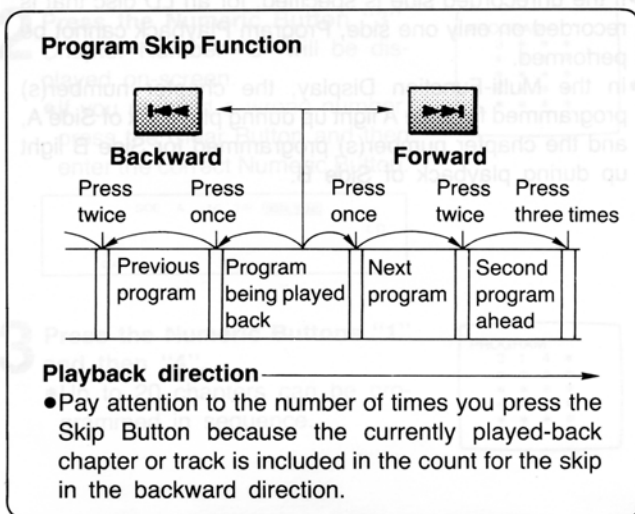 Program Skip Function
Backward
Forward
Press twice
Press once
Press once
Press twice
Press three times
Previous program
Program being played back
Next program
Second program ahead
Playback direction
●Pay attention to the number of times you press the
Skip Button because the currently played-back
chapter or track is included in the count for the skip
in the backward direction.